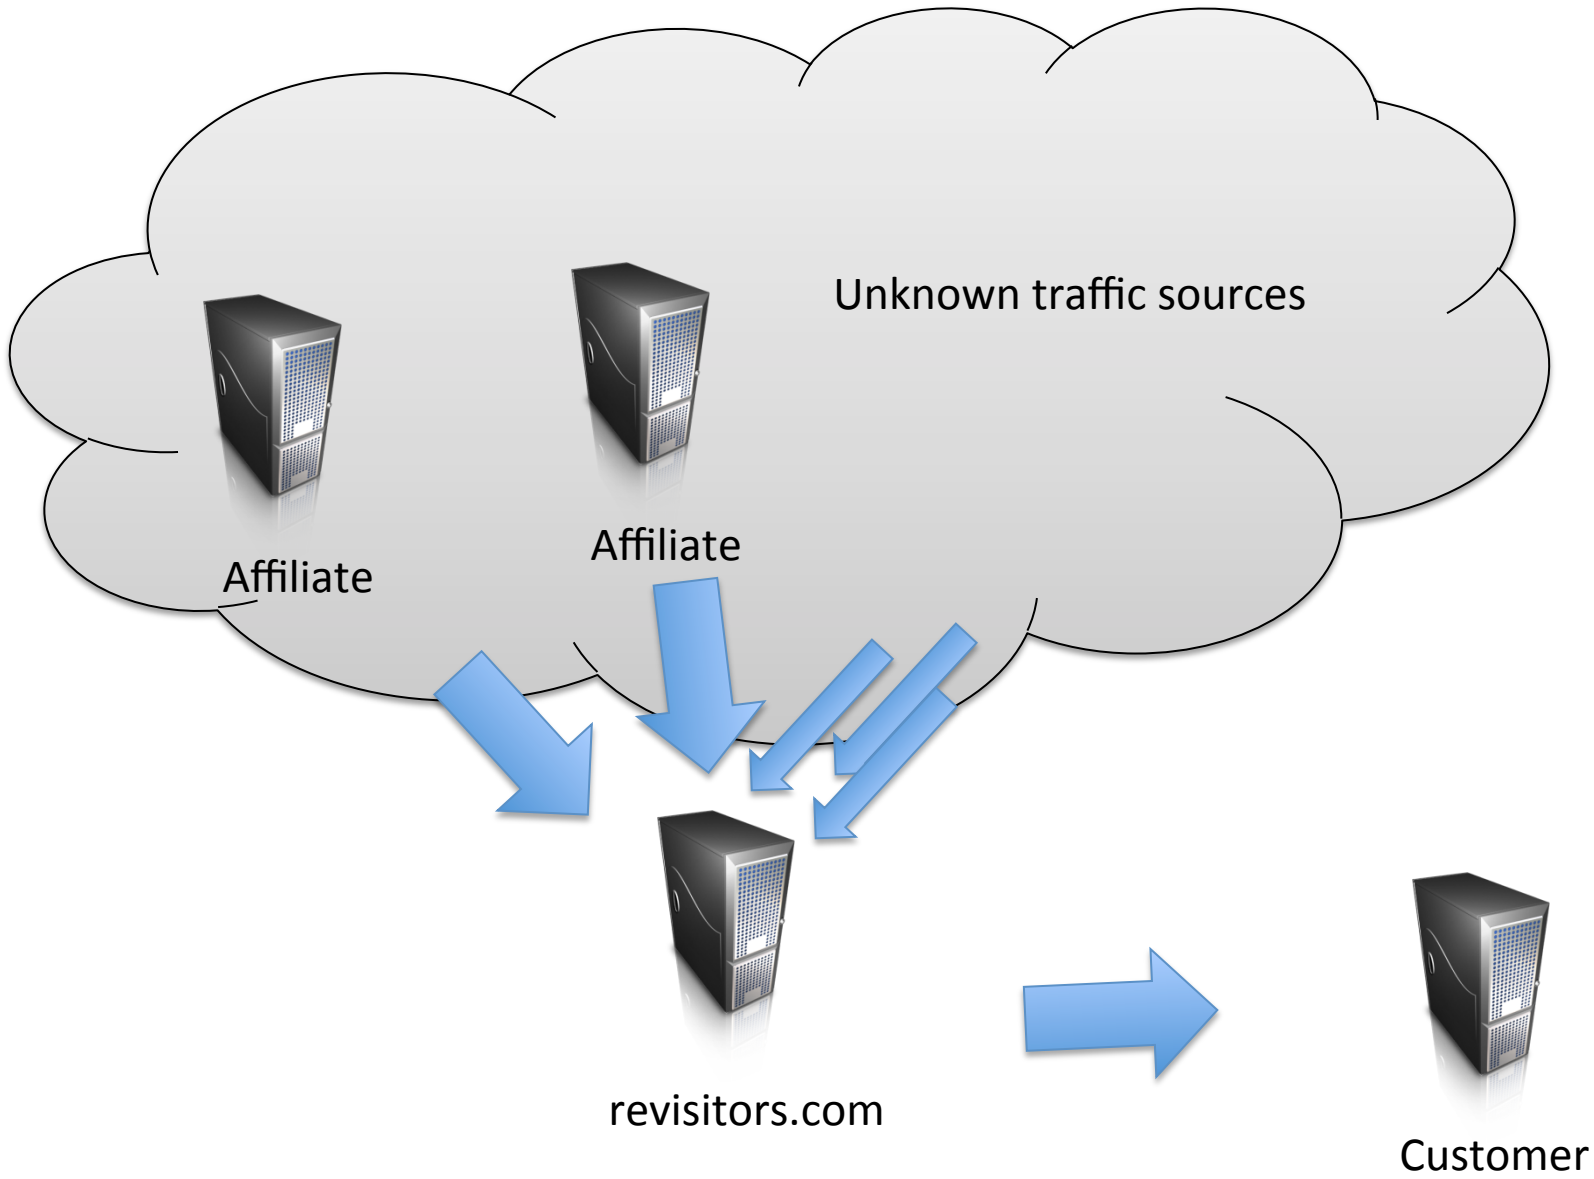 Unknown traffic sources
Affiliate
Affiliate
revisitors.com
Customer